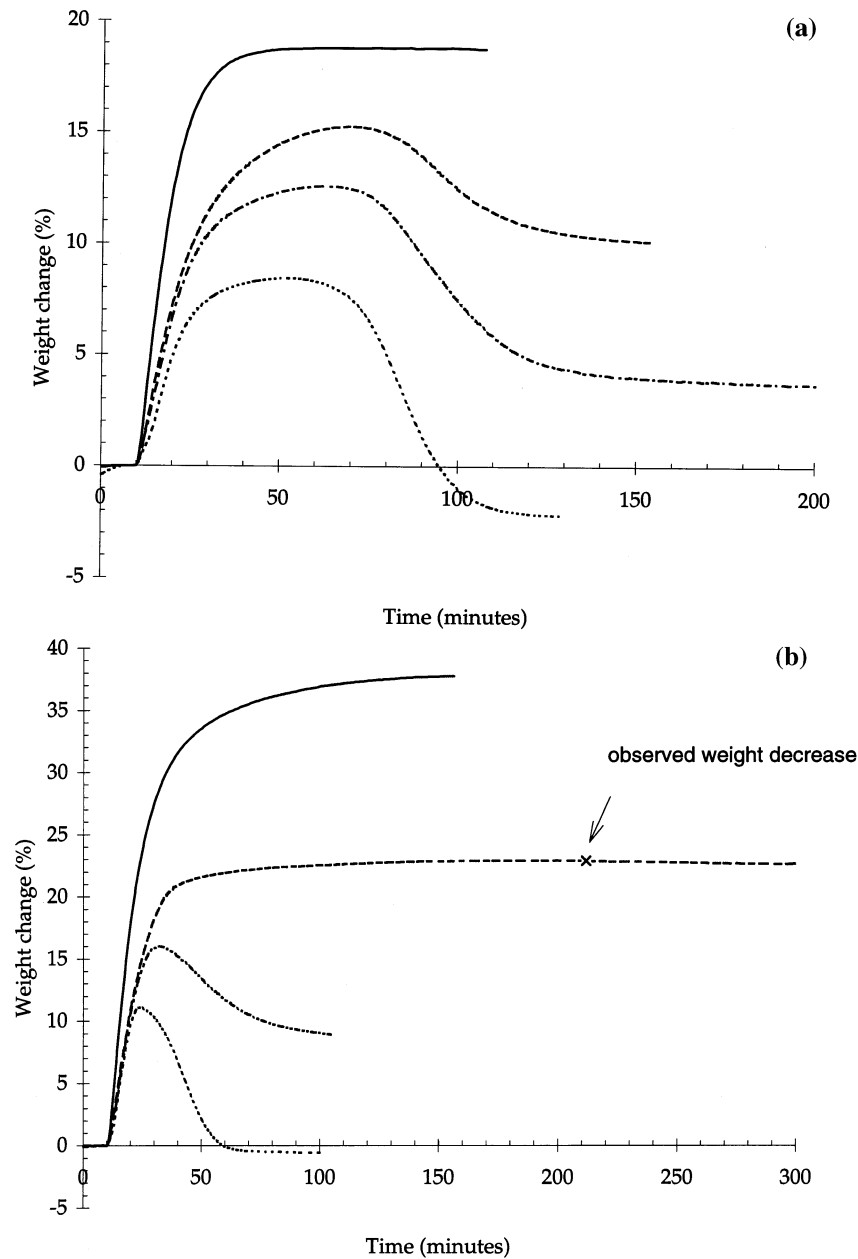 (a)
20
15
10
5
0
-5
Weight change (%)
0 50 100 150 200
Time (minutes)
(b)
40
35
30
25
20
15
10
5
0
-5
Weight change (%)
observed weight decrease
0 50 100 150 200 250 300
Time (minutes)